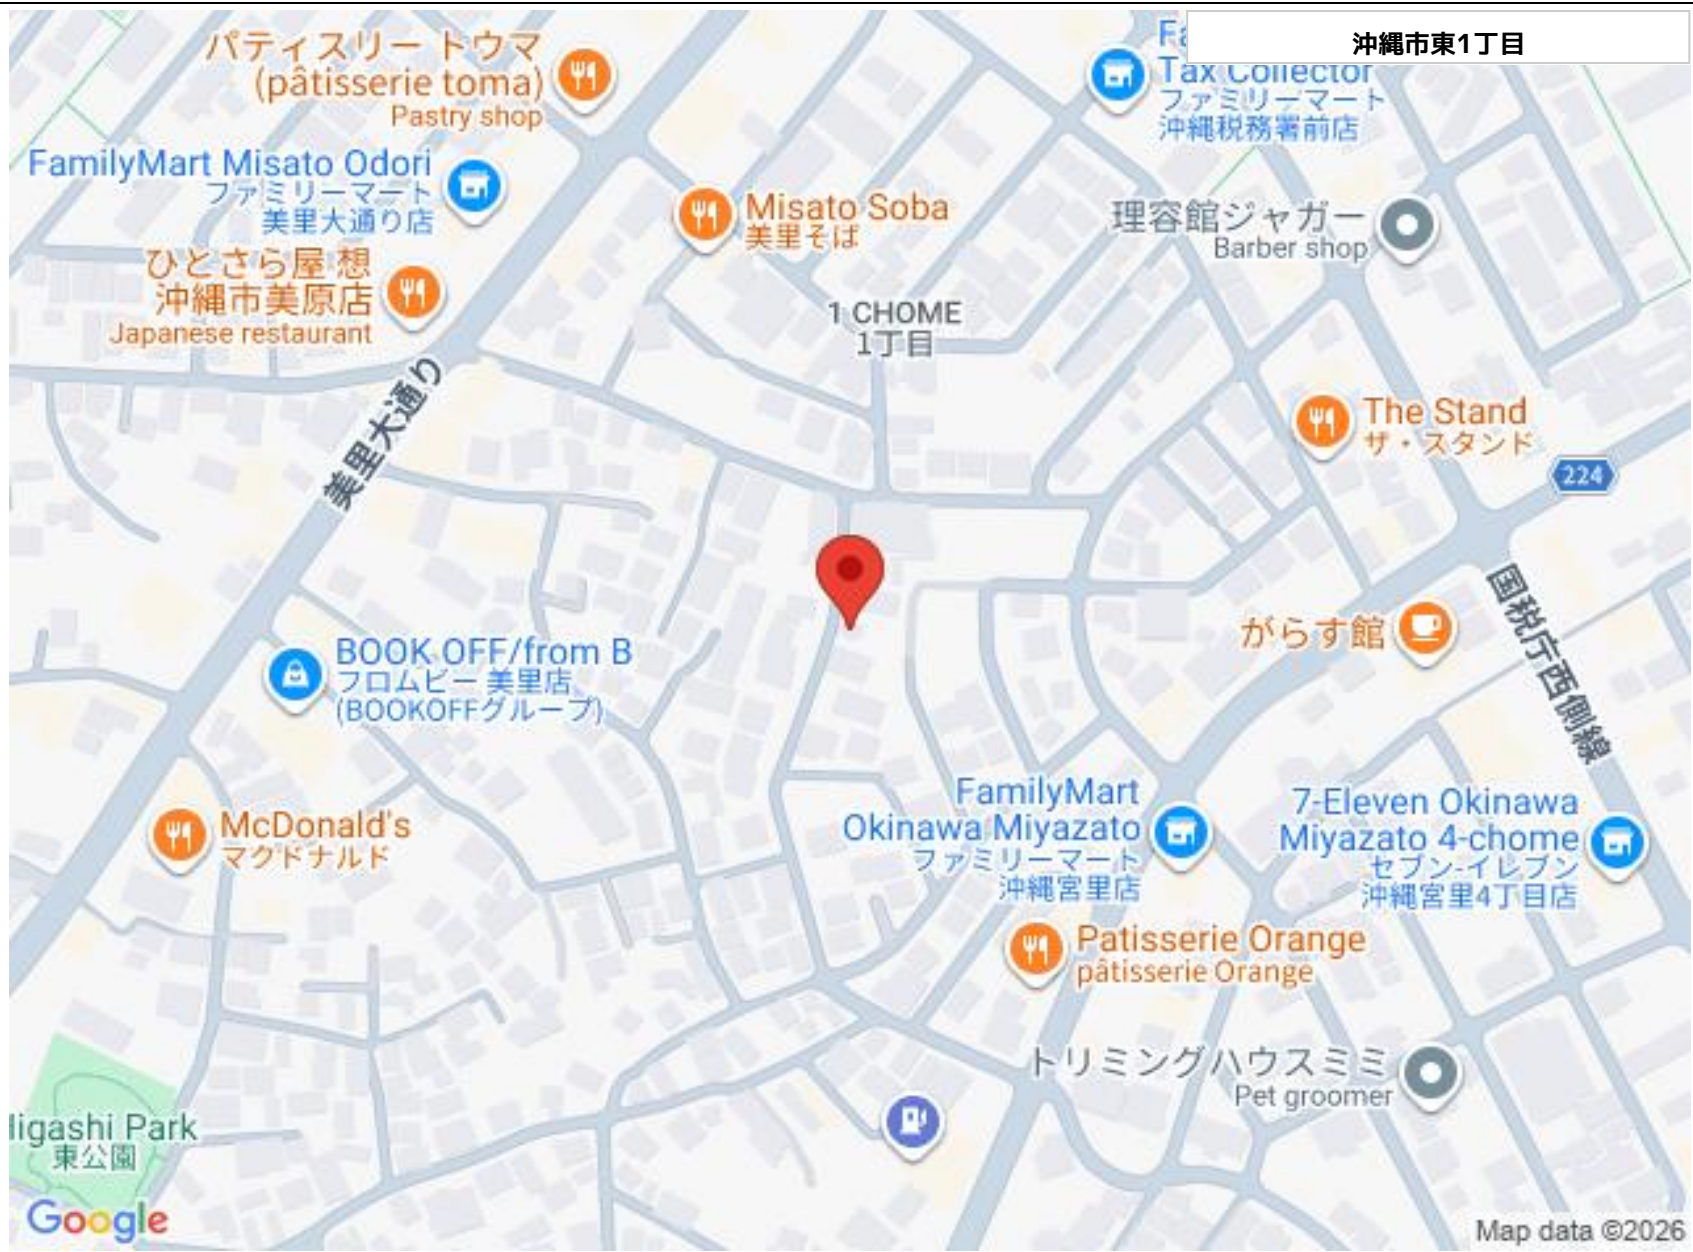 沖縄市東1丁目
パティスリー トウマ
(pâtisserie toma)
Pastry shop
Tax Collector
ファミリーマート
沖縄税務署前店
FamilyMart Misato Odori
ファミリーマート
美里大通り店
Misato Soba
美里そば
理容館ジャガー
Barber shop
ひとさら屋 想
沖縄市美原店
Japanese restaurant
1 CHOME
1丁目
美里大通り
The Stand
ザ・スタンド
224
国税庁西側線
がらす館
BOOK OFF/from B
フロムビー 美里店
(BOOKOFFグループ)
McDonald's
マクドナルド
FamilyMart
Okinawa Miyazato
ファミリーマート
沖縄宮里店
7-Eleven Okinawa
Miyazato 4-chome
セブン-イレブン
沖縄宮里4丁目店
Patisserie Orange
pâtisserie Orange
トリミングハウスミミ
Pet groomer
igashi Park
東公園
Google
Map data ©2026